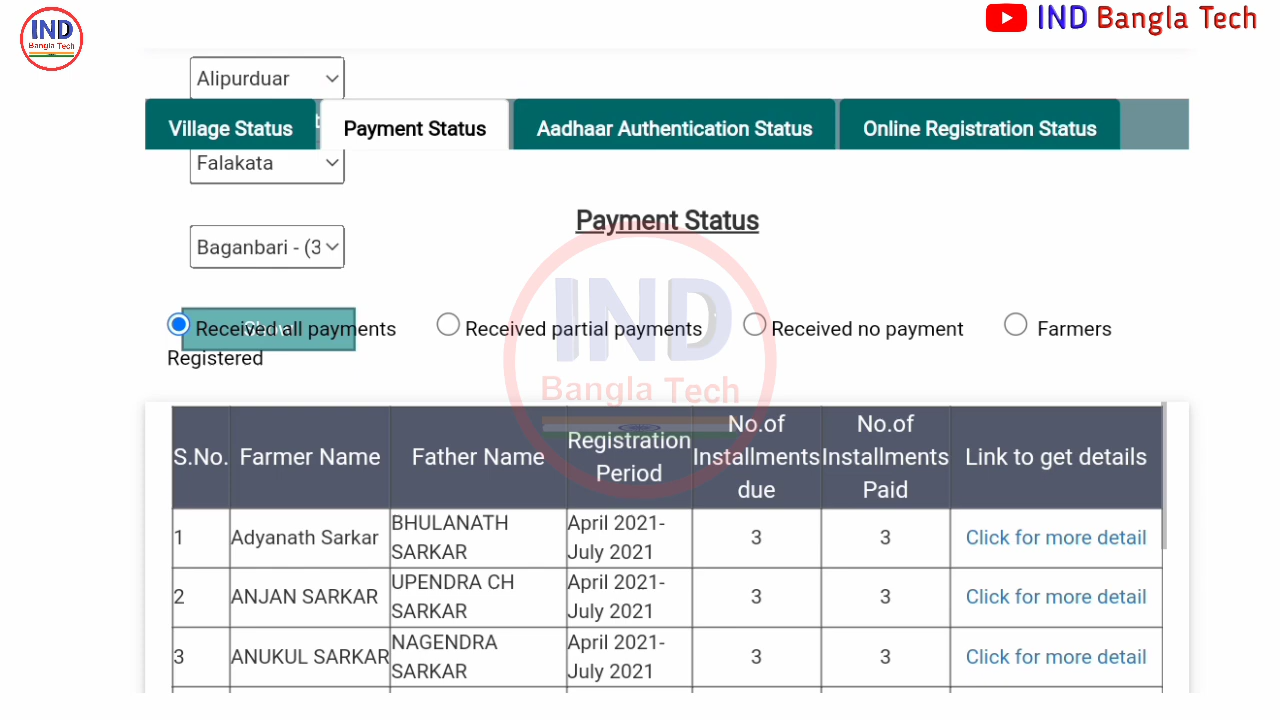 IND
Bangla Tech
IND Bangla Tech
Alipurduar
Village Status
Payment Status
Aadhaar Authentication Status
Online Registration Status
Falakata
Payment Status
Baganbari - (3
IND
Bangla Tech
Received all payments
Received partial payments
Received no payment
Farmers
Registered
S.No.
Farmer Name
Father Name
Registration
Period
No.of
Installments
due
No.of
Installments
Paid
Link to get details
1
Adyanath Sarkar
BHULANATH
SARKAR
April 2021-
July 2021
3
3
Click for more detail
2
ANJAN SARKAR
UPENDRA CH
SARKAR
April 2021-
July 2021
3
3
Click for more detail
3
ANUKUL SARKAR
NAGENDRA
SARKAR
April 2021-
July 2021
3
3
Click for more detail